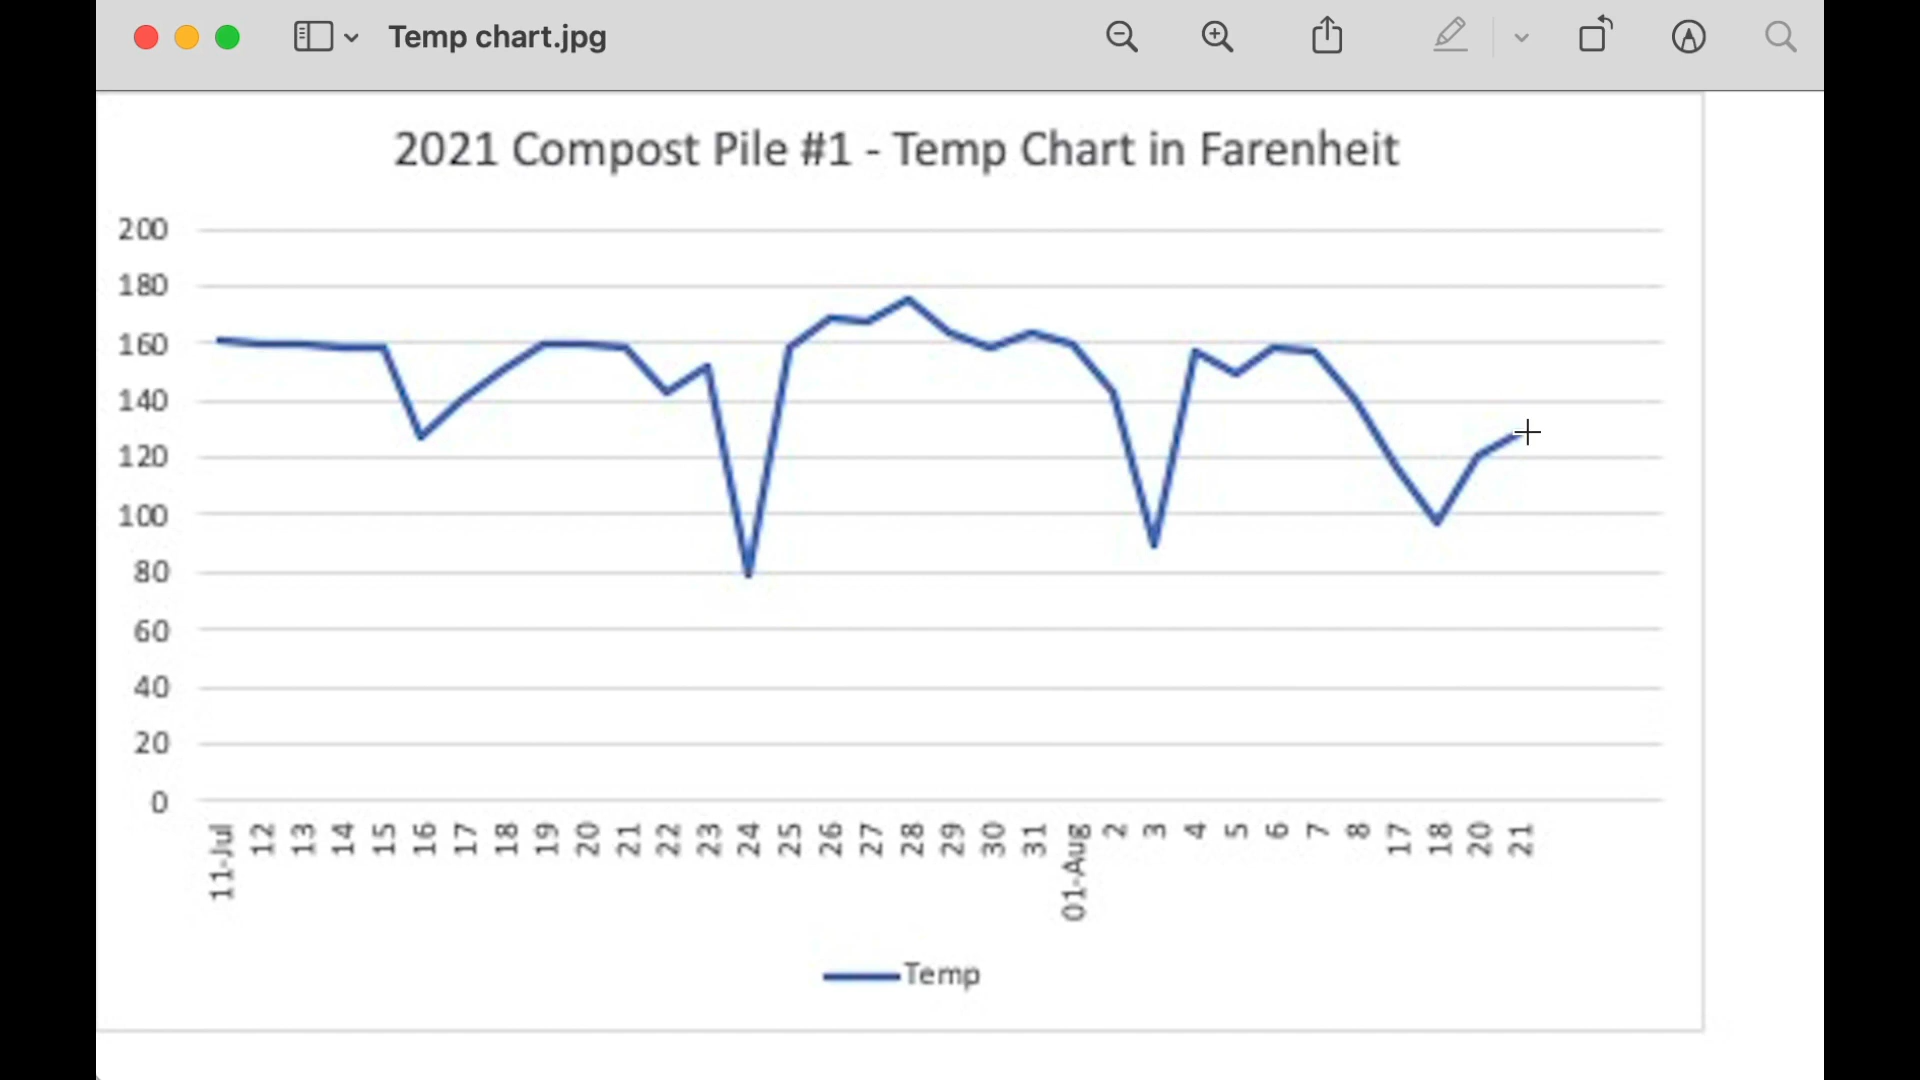 Temp chart.jpg
2021 Compost Pile #1 - Temp Chart in Farenheit
200
180
160
140
120
100
80
60
40
20
0
11-Jul 12 13 14 15 16 17 18 19 20 21 22 23 24 25 26 27 28 29 30 31 01-Aug 2 3 4 5 6 7 8 17 18 20 21
Temp